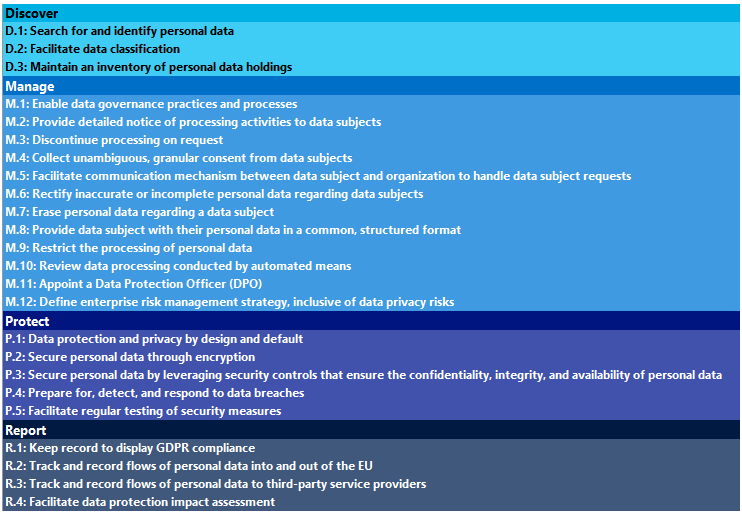 Discover
D.1: Search for and identify personal data
D.2: Facilitate data classification
D.3: Maintain an inventory of personal data holdings
Manage
M.1: Enable data governance practices and processes
M.2: Provide detailed notice of processing activities to data subjects
M.3: Discontinue processing on request
M.4: Collect unambiguous, granular consent from data subjects
M.5: Facilitate communication mechanism between data subject and organization to handle data subject requests
M.6: Rectify inaccurate or incomplete personal data regarding data subjects
M.7: Erase personal data regarding a data subject
M.8: Provide data subject with their personal data in a common, structured format
M.9: Restrict the processing of personal data
M.10: Review data processing conducted by automated means
M.11: Appoint a Data Protection Officer (DPO)
M.12: Define enterprise risk management strategy, inclusive of data privacy risks
Protect
P.1: Data protection and privacy by design and default
P.2: Secure personal data through encryption
P.3: Secure personal data by leveraging security controls that ensure the confidentiality, integrity, and availability of personal data
P.4: Prepare for, detect, and respond to data breaches
P.5: Facilitate regular testing of security measures
Report
R.1: Keep record to display GDPR compliance
R.2: Track and record flows of personal data into and out of the EU
R.3: Track and record flows of personal data to third-party service providers
R.4: Facilitate data protection impact assessment